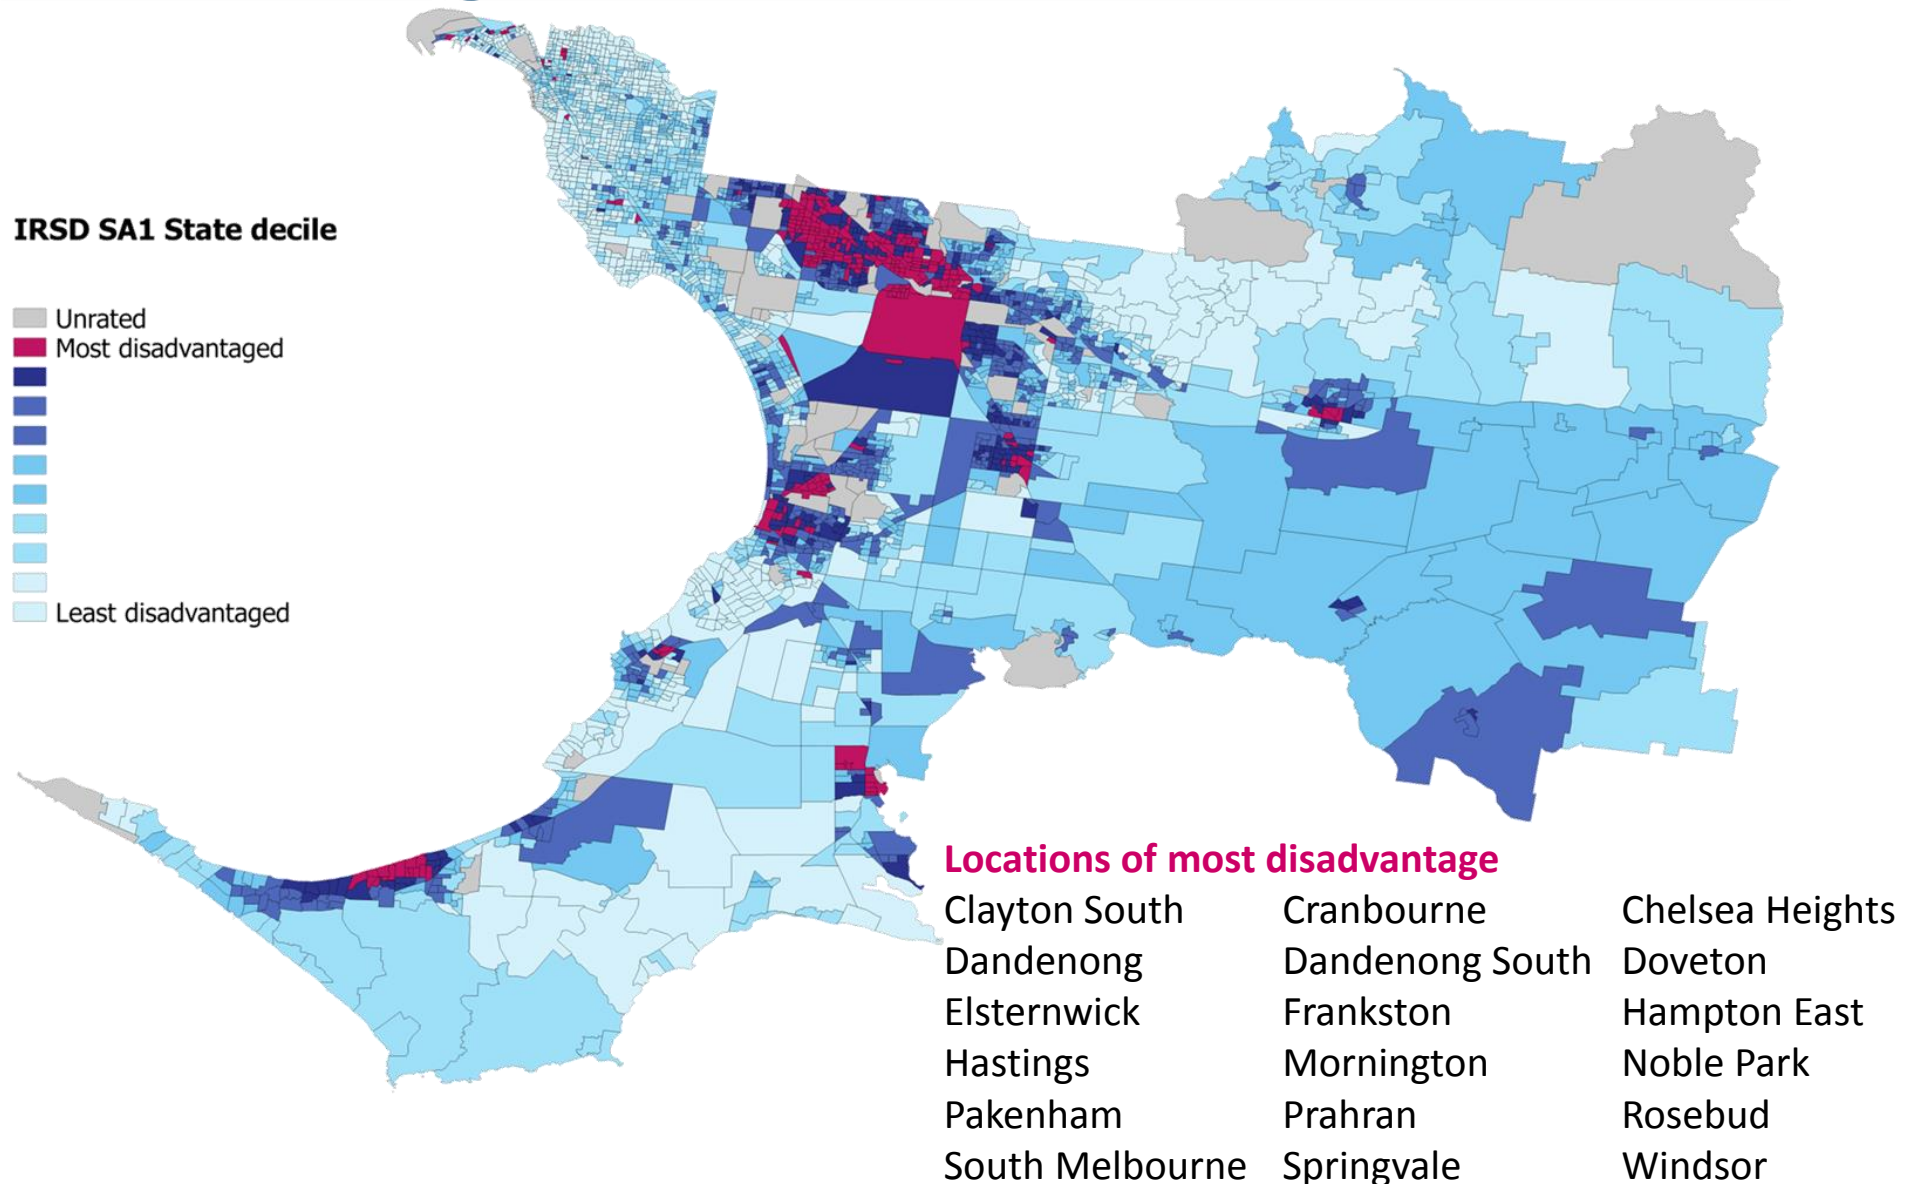 IRSD SA1 State decile
Unrated
Most disadvantaged
Least disadvantaged
Locations of most disadvantage
Clayton South Cranbourne Chelsea Heights
Dandenong Dandenong South Doveton
Elsternwick Frankston Hampton East
Hastings Mornington Noble Park
Pakenham Prahran Rosebud
South Melbourne Springvale Windsor